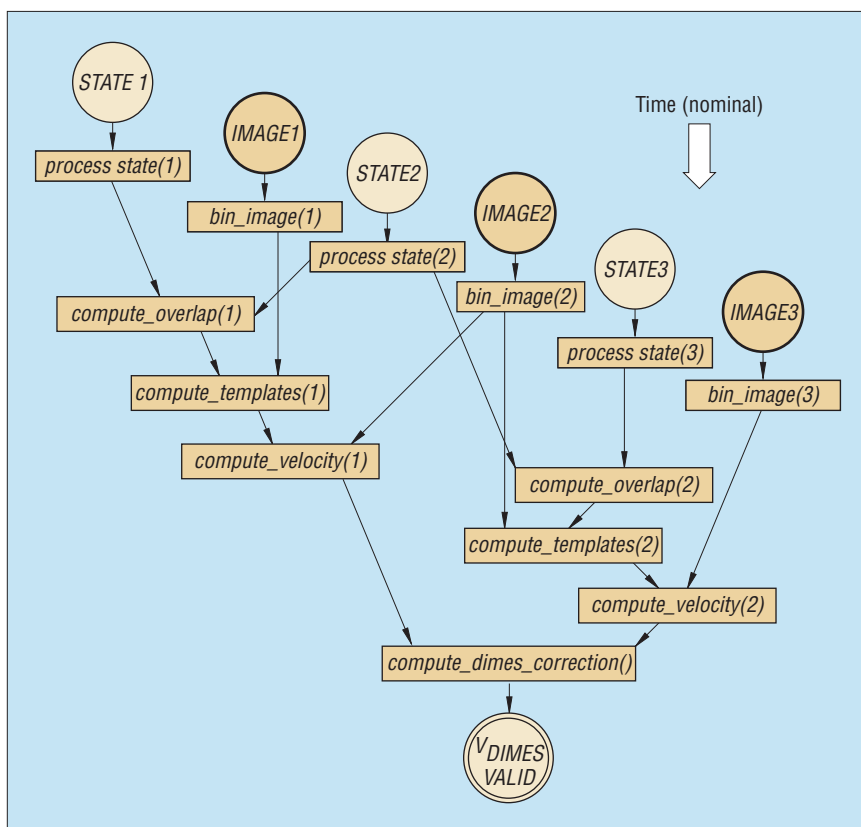 STATE 1
Time (nominal)
IMAGE1
process state(1)
STATE2
bin_image(1)
IMAGE2
process state(2)
STATE3
bin_image(2)
compute_overlap(1)
IMAGE3
process state(3)
compute_templates(1)
bin_image(3)
compute_velocity(1)
compute_overlap(2)
compute_templates(2)
compute_velocity(2)
compute_dimes_correction()
VDIMES
VALID